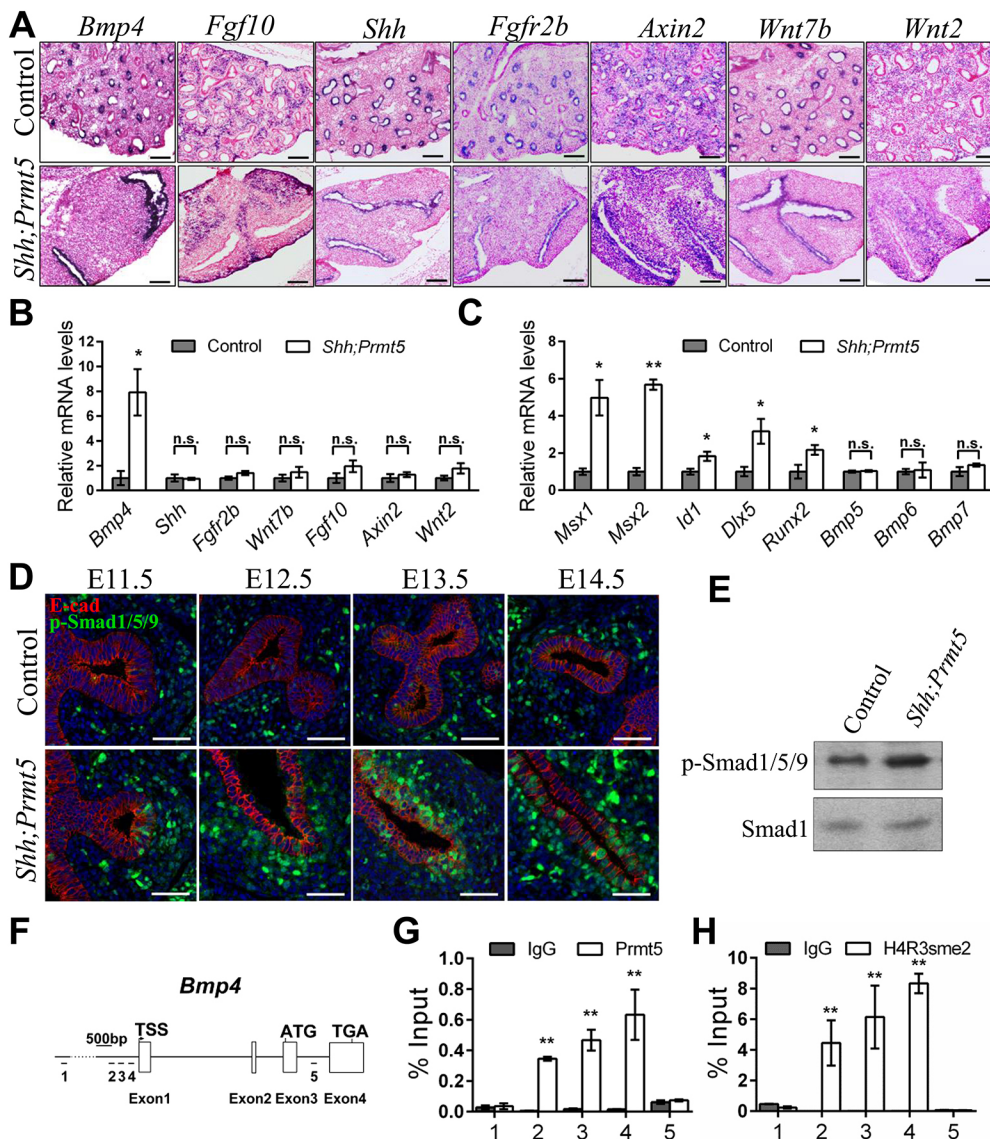 A
Bmp4 Fgf10 Shh Fgfr2b Axin2 Wnt7b Wnt2
Control
Shh;Prmt5
B
Relative mRNA levels
Control Shh;Prmt5
12
10
8
6
4
2
0
* n.s. n.s. n.s. n.s. n.s. n.s.
Bmp4 Shh Fgfr2b Wnt7b Fgf10 Axin2 Wnt2
C
Relative mRNA levels
Control Shh;Prmt5
8
6
4
2
0
* ** * * * n.s. n.s. n.s.
Msx1 Msx2 Id1 Dlx5 Runx2 Bmp5 Bmp6 Bmp7
D
E11.5 E12.5 E13.5 E14.5
E-cad
p-Smad1/5/9
Control
Shh;Prmt5
E
Control Shh;Prmt5
p-Smad1/5/9
Smad1
F
Bmp4
500bp TSS ATG TGA
1 2 3 4 5
Exon1 Exon2 Exon3 Exon4
G
IgG Prmt5
% Input
1.0
0.8
0.6
0.4
0.2
0.0
** ** **
1 2 3 4 5
H
IgG H4R3sme2
% Input
10
8
6
4
2
0
** ** **
1 2 3 4 5